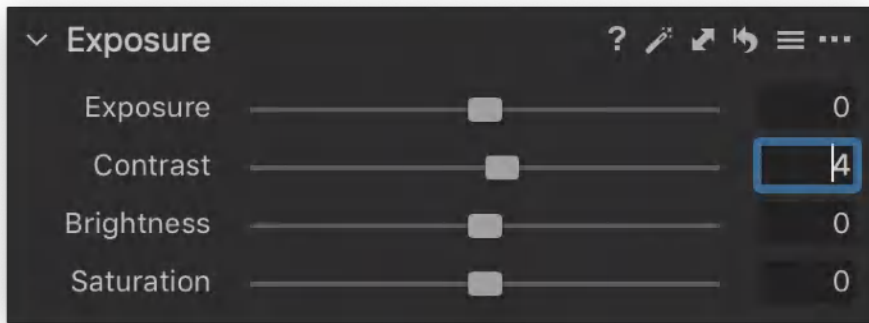 Exposure ?
Exposure 0
Contrast 4
Brightness 0
Saturation 0